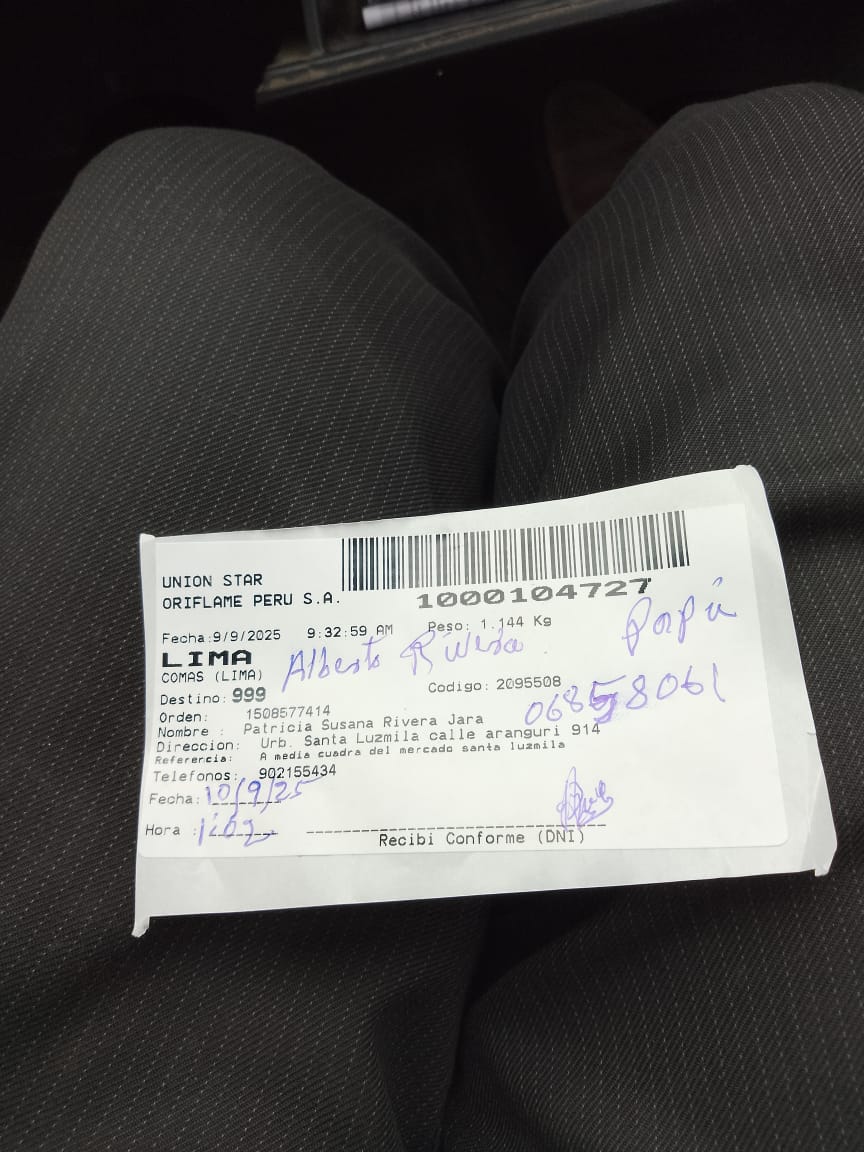 UNION STAR
ORIFLAME PERU S.A.
1000104727
Fecha:9/9/2025 9:32:59 AM Peso: 1.144 Kg
Papá
LIMA
Alberto Rivera
COMAS (LIMA)
Destino: 999 Codigo: 2095508
Orden: 1508577414
Nombre : Patricia Susana Rivera Jara
Direccion: Urb. Santa Luzmila calle aranguri 914
Referencia: A media cuadra del mercado santa luzmila
Telefonos: 902155434
Fecha: 10/9/25
Hora :
Recibi Conforme (DNI)